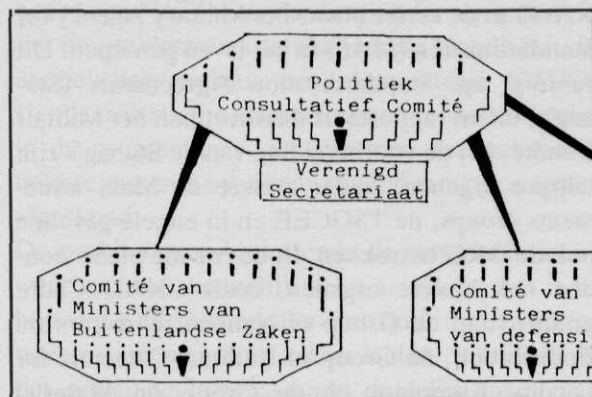 Politiek
Consultatief Comité
Verenigd
Secretariaat
Comité van
Ministers van
Buitenlandse Zaken
Comité van
Ministers
van defensi